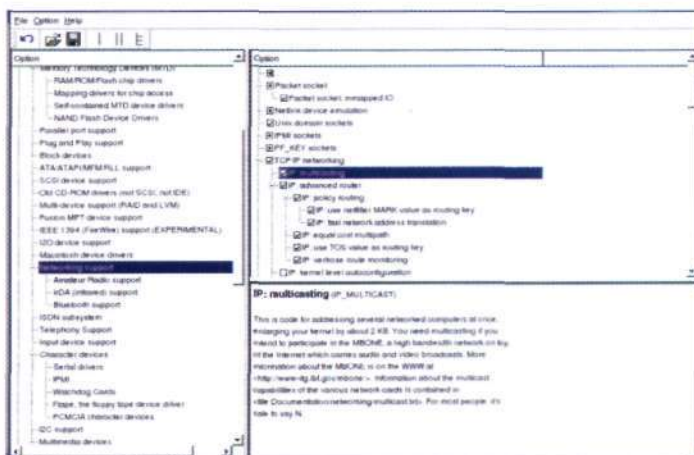 File Option Help
Option
Memory Technology Devices (MTD)
RAM/ROM/Flash chip drivers
Mapping drivers for chip access
Self-contained MTD device drivers
NAND Flash Device Drivers
Parallel port support
Plug and Play support
Block devices
ATA/ATAPI/MFM/RLL support
SCSI device support
Old CD-ROM drivers (not SCSI, not IDE)
Multi-device support (RAID and LVM)
Fusion MPT device support
IEEE 1394 (FireWire) support (EXPERIMENTAL)
I2O device support
Macintosh device drivers
Networking support
Amateur Radio support
IrDA (infrared) support
Bluetooth support
ISDN subsystem
Telephony Support
Input device support
Character devices
Serial drivers
IPMI
Watchdog Cards
Ftape, the floppy tape device driver
PCMCIA character devices
I2C support
Multimedia devices
Option
Packet socket
Packet socket: mmapped IO
Netlink device emulation
Unix domain sockets
sockets
PF_KEY sockets
TCP/IP networking
IP: multicasting
IP: advanced router
IP: policy routing
IP: use netfilter MARK value as routing key
IP: fast network address translation
IP: equal cost multipath
IP: use TOS value as routing key
IP: verbose route monitoring
IP: kernel level autoconfiguration
IP: multicasting (IP_MULTICAST)
This is code for addressing several networked computers at once,
enlarging your kernel by about 2 KB. You need multicasting if you
intend to participate in the MBONE, a high bandwidth network on top
of the Internet which carries audio and video broadcasts. More
information about the MBONE is on the WWW at
<http://www-itg.lbl.gov/mbone/>. Information about the multicast
capabilities of the various network cards is contained in
<file:Documentation/networking/multicast.txt>. For most people, it's
safe to say N.